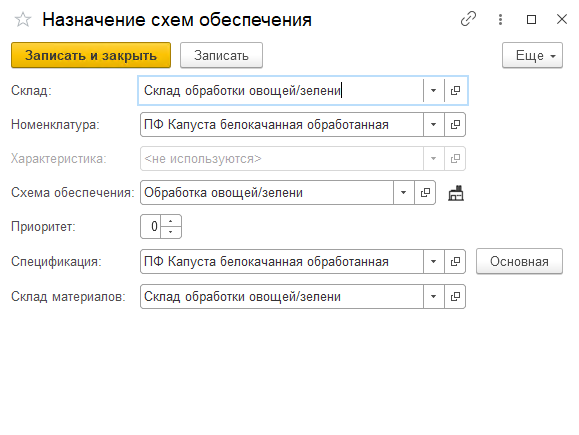 Назначение схем обеспечения
Записать и закрыть Записать Еще
Склад: Склад обработки овощей/зелени
Номенклатура: ПФ Капуста белокачанная обработанная
Характеристика: <не используются>
Схема обеспечения: Обработка овощей/зелени
Приоритет: 0
Спецификация: ПФ Капуста белокачанная обработанная Основная
Склад материалов: Склад обработки овощей/зелени